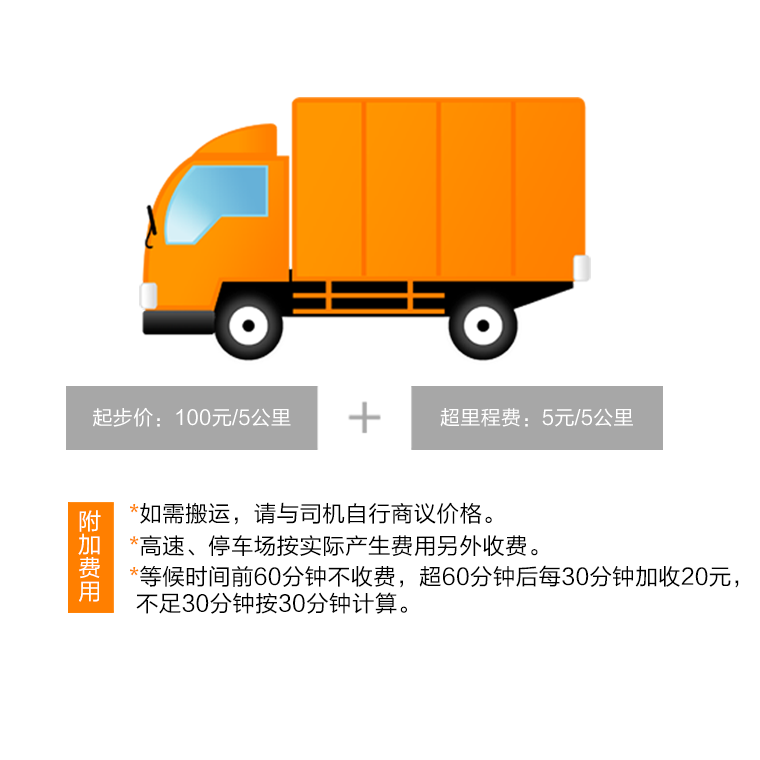 起步价：100元/5公里
超里程费：5元/5公里
附加费用
*如需搬运，请与司机自行商议价格。
*高速、停车场按实际产生费用另外收费。
*等候时间前60分钟不收费，超60分钟后每30分钟加收20元，
不足30分钟按30分钟计算。